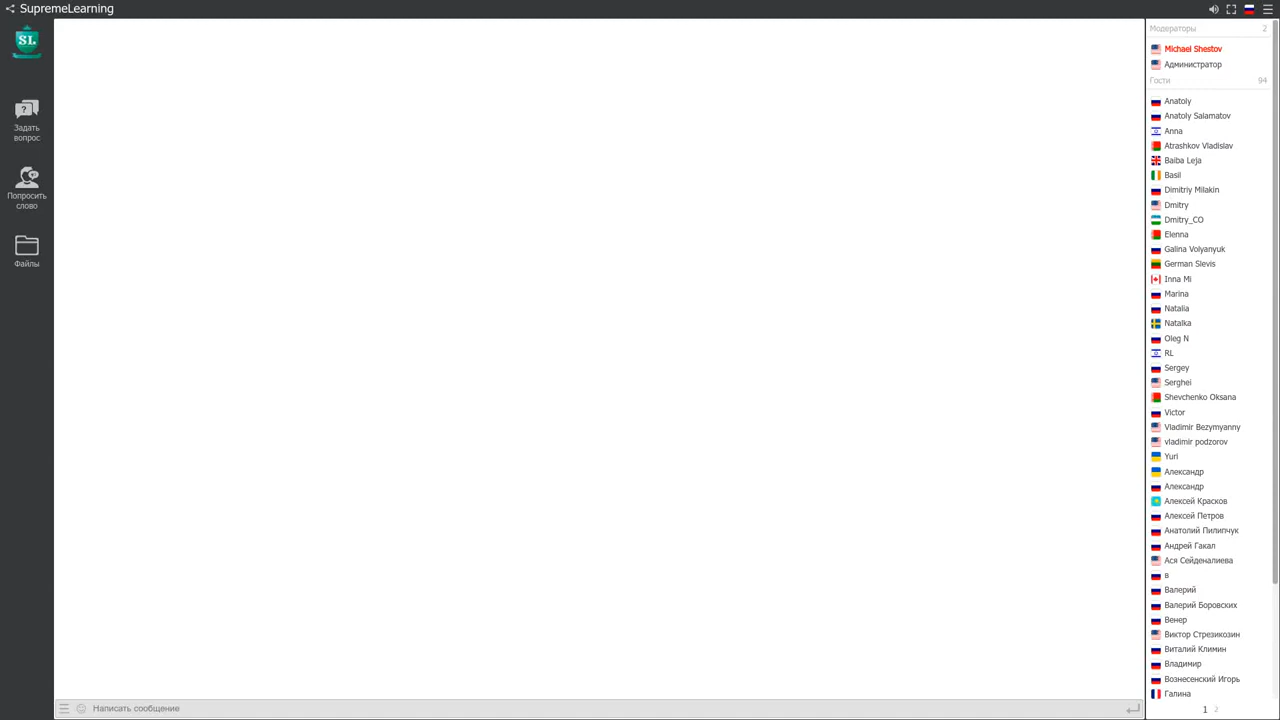 SupremeLearning
SL
Задать
вопрос
Попросить
слово
Файлы
Модераторы 2
Michael Shestov
Администратор
Гости 94
Anatoly
Anatoly Salamatov
Anna
Atrashkov Vladislav
Baiba Leja
Basil
Dimitriy Milakin
Dmitry
Dmitry_CO
Elenna
Galina Volyanyuk
German Slevis
Inna Mi
Marina
Natalia
Natalka
Oleg N
RL
Sergey
Serghei
Shevchenko Oksana
Victor
Vladimir Bezymyanny
vladimir podzorov
Yuri
Александр
Александр
Алексей Красков
Алексей Петров
Анатолий Пилипчук
Андрей Гакал
Ася Сейденалиева
в
Валерий
Валерий Боровских
Венер
Виктор Стрезикозин
Виталий Климин
Владимир
Вознесенский Игорь
Галина
1 2
Написать сообщение